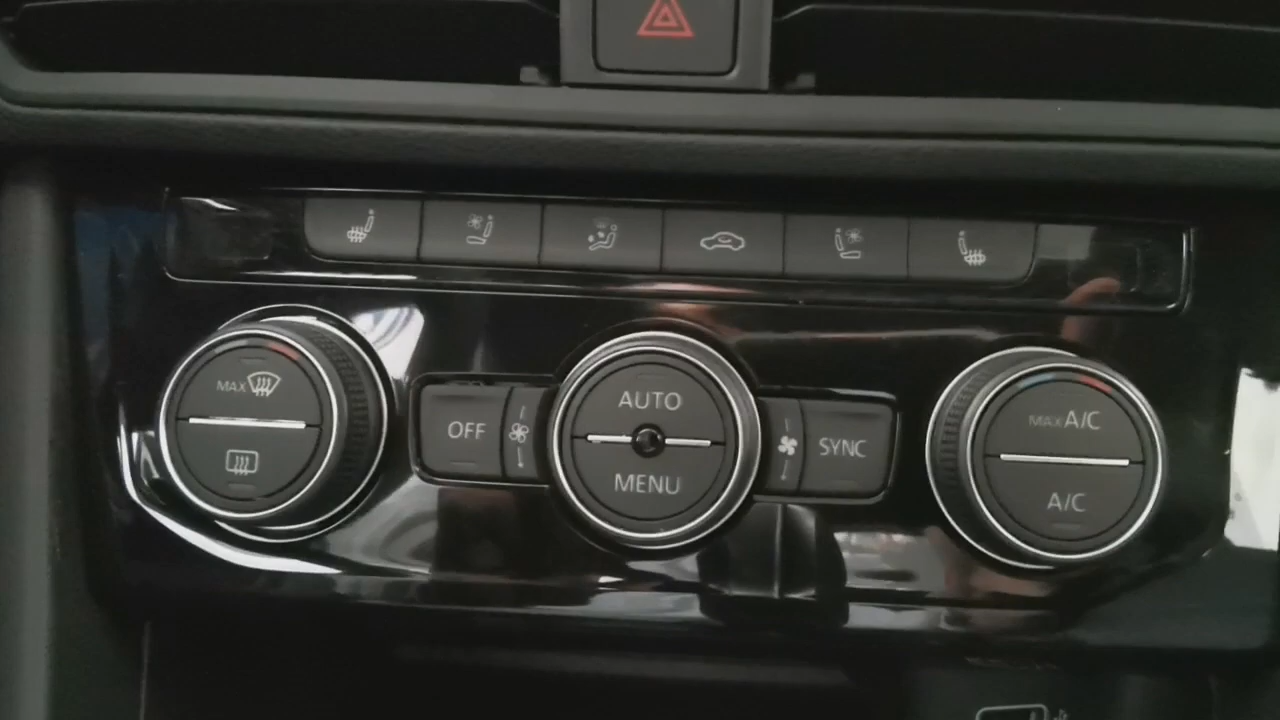 MAX
OFF
AUTO
MENU
SYNC
MAX A/C
A/C